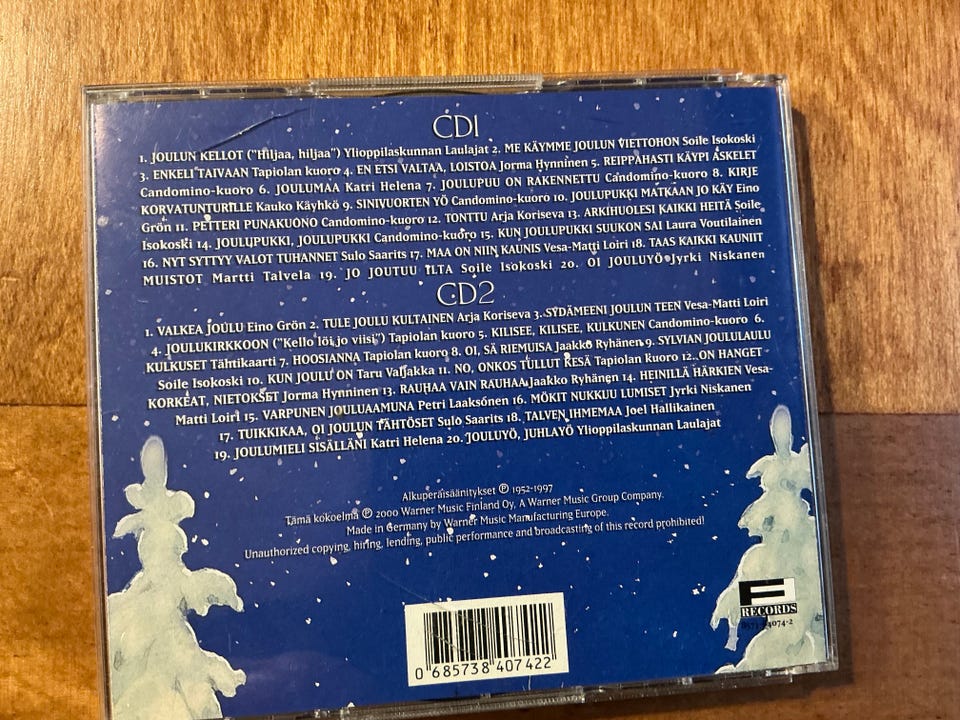 CD1
1. JOULUN KELLOT ("Hiljaa, hiljaa") Ylioppilaskunnan Laulajat 2. ME KÄYMME JOULUN VIETTOHON Soile Isokoski
3. ENKELI TAIVAAN Tapiolan kuoro 4. EN ETSI VALTAA, LOISTOA Jorma Hynninen 5. REIPPAHASTI KÄYPI ASKELET
Candomino-kuoro 6. JOULUMAA Katri Helena 7. JOULUPUU ON RAKENNETTU Candomino-kuoro 8. KIRJE
KORVATUNTURILLE Kauko Käyhkö 9. SINIVUORTEN YÖ Candomino-kuoro 10. JOULUPUKKI MATKAAN JO KÄY Eino
Grön 11. PETTERI PUNAKUONO Candomino-kuoro 12. TONTTU Arja Koriseva 13. ARKIHUOLESI KAIKKI HEITÄ Soile
Isokoski 14. JOULUPUKKI, JOULUPUKKI Candomino-kuoro 15. KUN JOULUPUKKI SUUKON SAI Laura Voutilainen
16. NYT SYTTYY VALOT TUHANNET Sulo Saarits 17. MAA ON NIIN KAUNIS Vesa-Matti Loiri 18. TAAS KAIKKI KAUNIIT
MUISTOT Martti Talvela 19. JO JOUTUU ILTA Soile Isokoski 20. OI JOULUYÖ Jyrki Niskanen
CD2
1. VALKEA JOULU Eino Grön 2. TULE JOULU KULTAINEN Arja Koriseva 3. SYDÄMEENI JOULUN TEEN Vesa-Matti Loiri
4. JOULUKIRKKOON ("Kello löi jo viisi") Tapiolan kuoro 5. KILISEE, KILISEE, KULKUNEN Candomino-kuoro 6.
KULKUSET Tähtikaarti 7. HOOSIANNA Tapiolan kuoro 8. OI, SÄ RIEMUISA Jaakko Ryhänen 9. SYLVIAN JOULULAULU
Soile Isokoski 10. KUN JOULU ON Taru Valjakka 11. NO, ONKOS TULLUT KESÄ Tapiolan kuoro 12. ON HANGET
KORKEAT, NIETOKSET Jorma Hynninen 13. RAUHAA VAIN RAUHAA Jaakko Ryhänen 14. HEINILLÄ HÄRKIEN Vesa-
Matti Loiri 15. VARPUNEN JOULUAAMUNA Petri Laaksonen 16. MÖKIT NUKKUU LUMISET Jyrki Niskanen
17. TUIKKIKAA, OI JOULUN TÄHTÖSET Sulo Saarits 18. TALVEN IHMEMAA Joel Hallikainen
19. JOULUMIELI SISÄLLÄNI Katri Helena 20. JOULUYÖ, JUHLAYÖ Ylioppilaskunnan Laulajat
Alkuperäisäänitykset ℗ 1952-1997
Tämä kokoelma ℗ 2000 Warner Music Finland Oy, A Warner Music Group Company.
Made in Germany by Warner Music Manufacturing Europe.
Unauthorized copying, hiring, lending, public performance and broadcasting of this record prohibited!
F
RECORDS
0 685738 407422